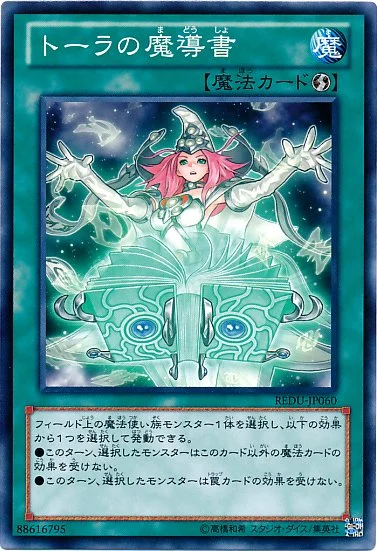 トーラの魔導書
魔
【魔法カード】
REDU-JP060
フィールド上の魔法使い族モンスター1体を選択し、以下の効果
から1つを選択して発動できる。
●このターン、選択したモンスターはこのカード以外の魔法カードの
効果を受けない。
●このターン、選択したモンスターは罠カードの効果を受けない。
88616795
©高橋和希 スタジオ・ダイス/集英社